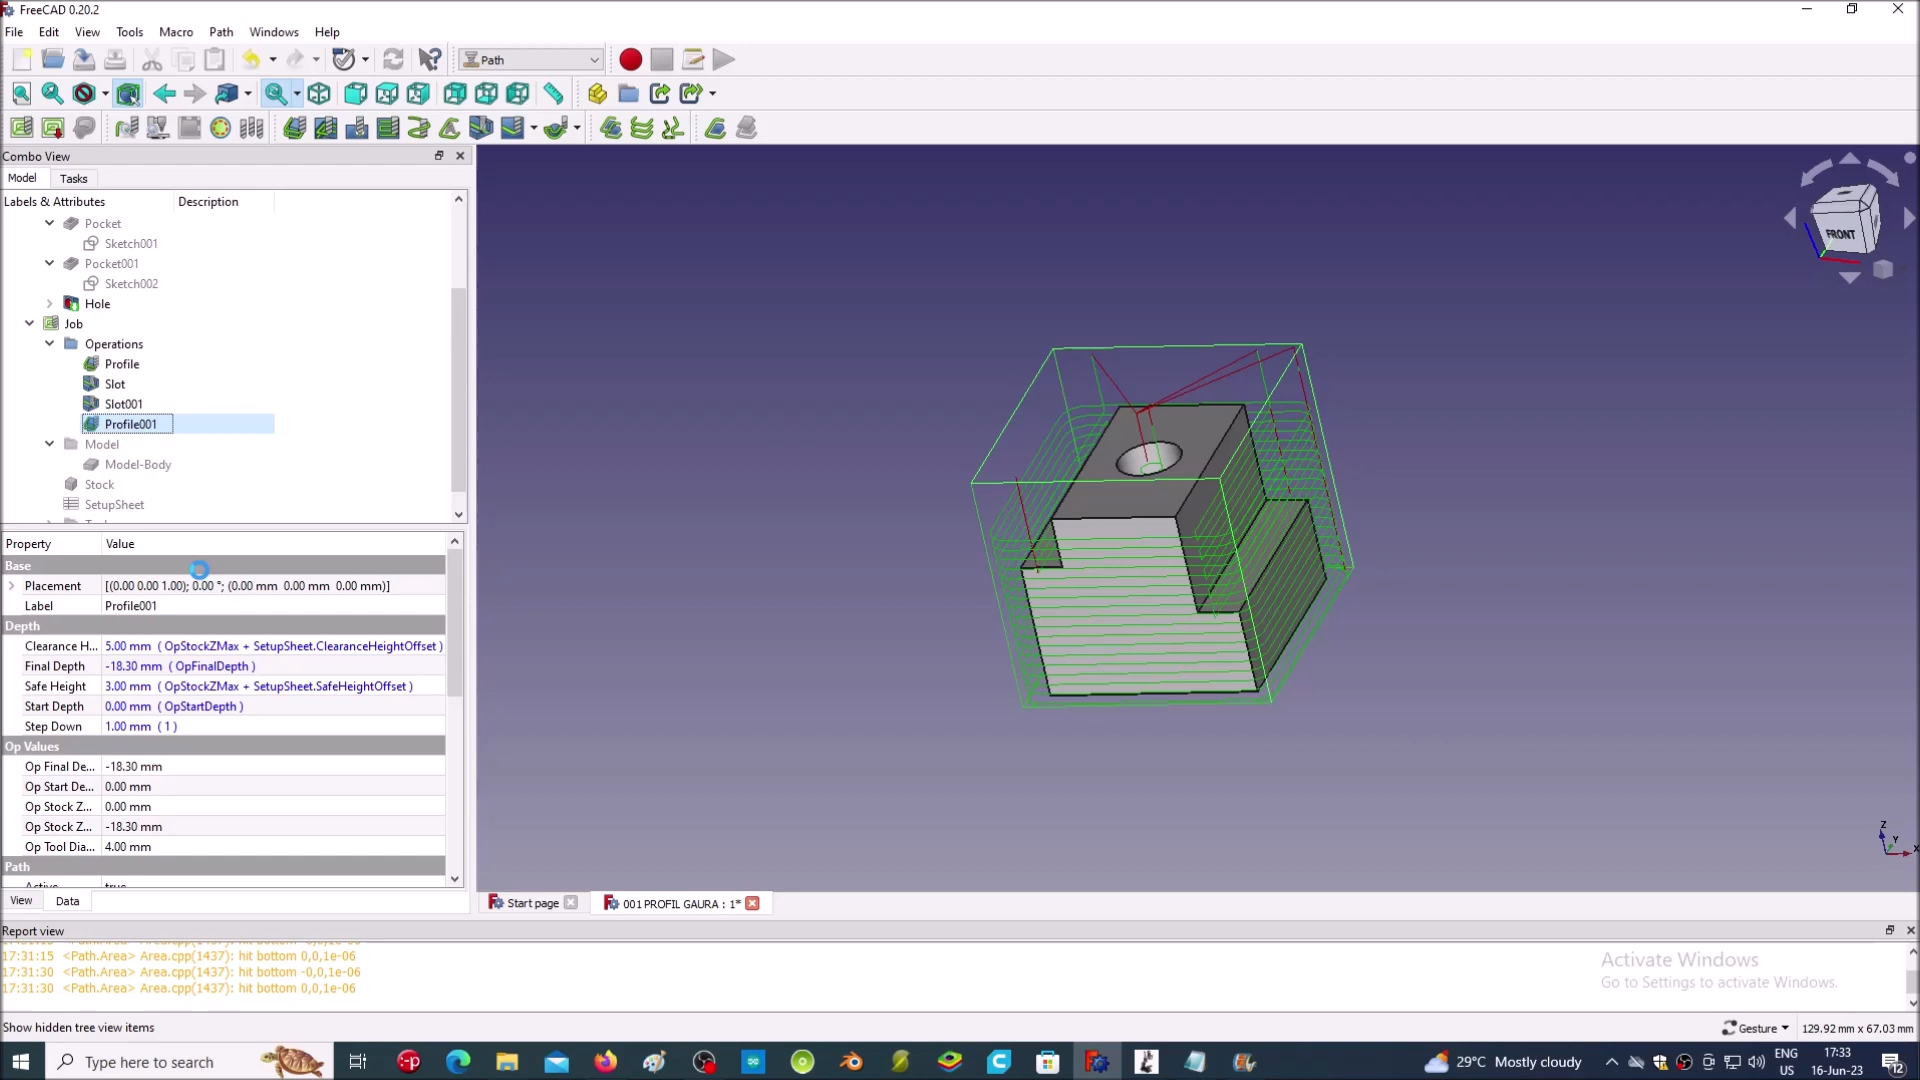 FreeCAD 0.20.2
File Edit View Tools Macro Path Windows Help
Path
Combo View
Model Tasks
Labels & Attributes Description
Pocket
Sketch001
Pocket001
Sketch002
Hole
Job
Operations
Profile
Slot
Slot001
Profile001
Model
Model-Body
Stock
SetupSheet
Property Value
Base
Placement [(0.00 0.00 1.00); 0.00 °; (0.00 mm 0.00 mm 0.00 mm)]
Label Profile001
Depth
Clearance H... 5.00 mm ( OpStockZMax + SetupSheet.ClearanceHeightOffset )
Final Depth -18.30 mm ( OpFinalDepth )
Safe Height 3.00 mm ( OpStockZMax + SetupSheet.SafeHeightOffset )
Start Depth 0.00 mm ( OpStartDepth )
Step Down 1.00 mm ( 1 )
Op Values
Op Final De... -18.30 mm
Op Start De... 0.00 mm
Op Stock Z... 0.00 mm
Op Stock Z... -18.30 mm
Op Tool Dia... 4.00 mm
Path
Active true
View Data
FRONT
Z
Y
X
Start page 001 PROFIL GAURA : 1*
Report view
17:31:15 <Path.Area> Area.cpp(1437): hit bottom 0,0,1e-06
17:31:30 <Path.Area> Area.cpp(1437): hit bottom -0,0,1e-06
17:31:30 <Path.Area> Area.cpp(1437): hit bottom 0,0,1e-06
Activate Windows
Go to Settings to activate Windows.
Show hidden tree view items
Gesture 129.92 mm x 67.03 mm
Type here to search
29°C Mostly cloudy
ENG
US
17:33
16-Jun-23
12